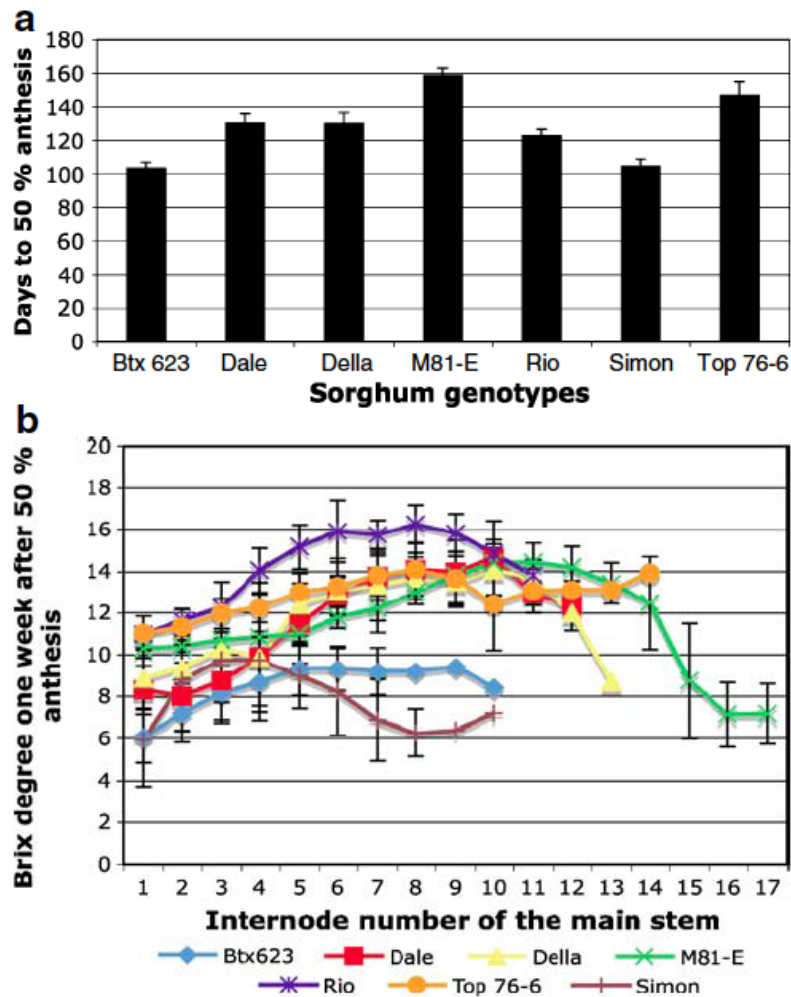 a
Days to 50 % anthesis
180
160
140
120
100
80
60
40
20
0
Btx 623 Dale Della M81-E Rio Simon Top 76-6
Sorghum genotypes
b
Brix degree one week after 50 %
anthesis
20
18
16
14
12
10
8
6
4
2
0
1 2 3 4 5 6 7 8 9 10 11 12 13 14 15 16 17
Internode number of the main stem
Btx623 Dale Della M81-E
Rio Top 76-6 Simon